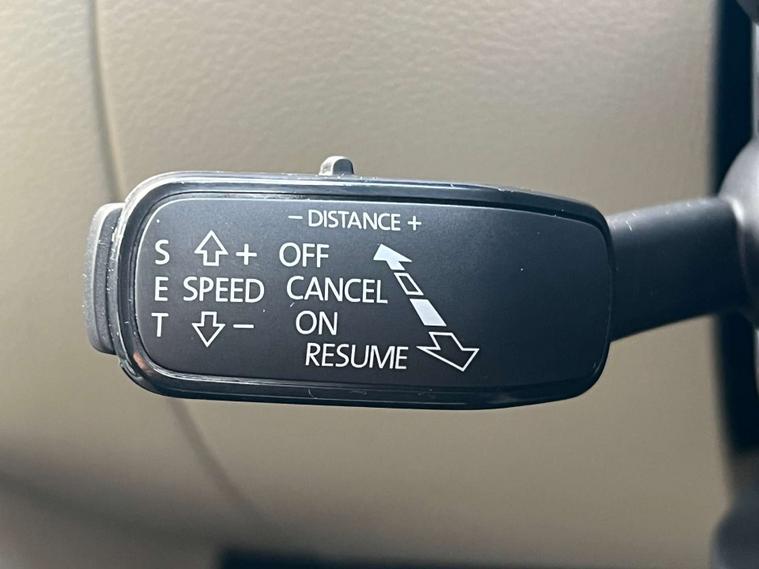 − DISTANCE +
S + OFF
E SPEED CANCEL
T − ON
RESUME